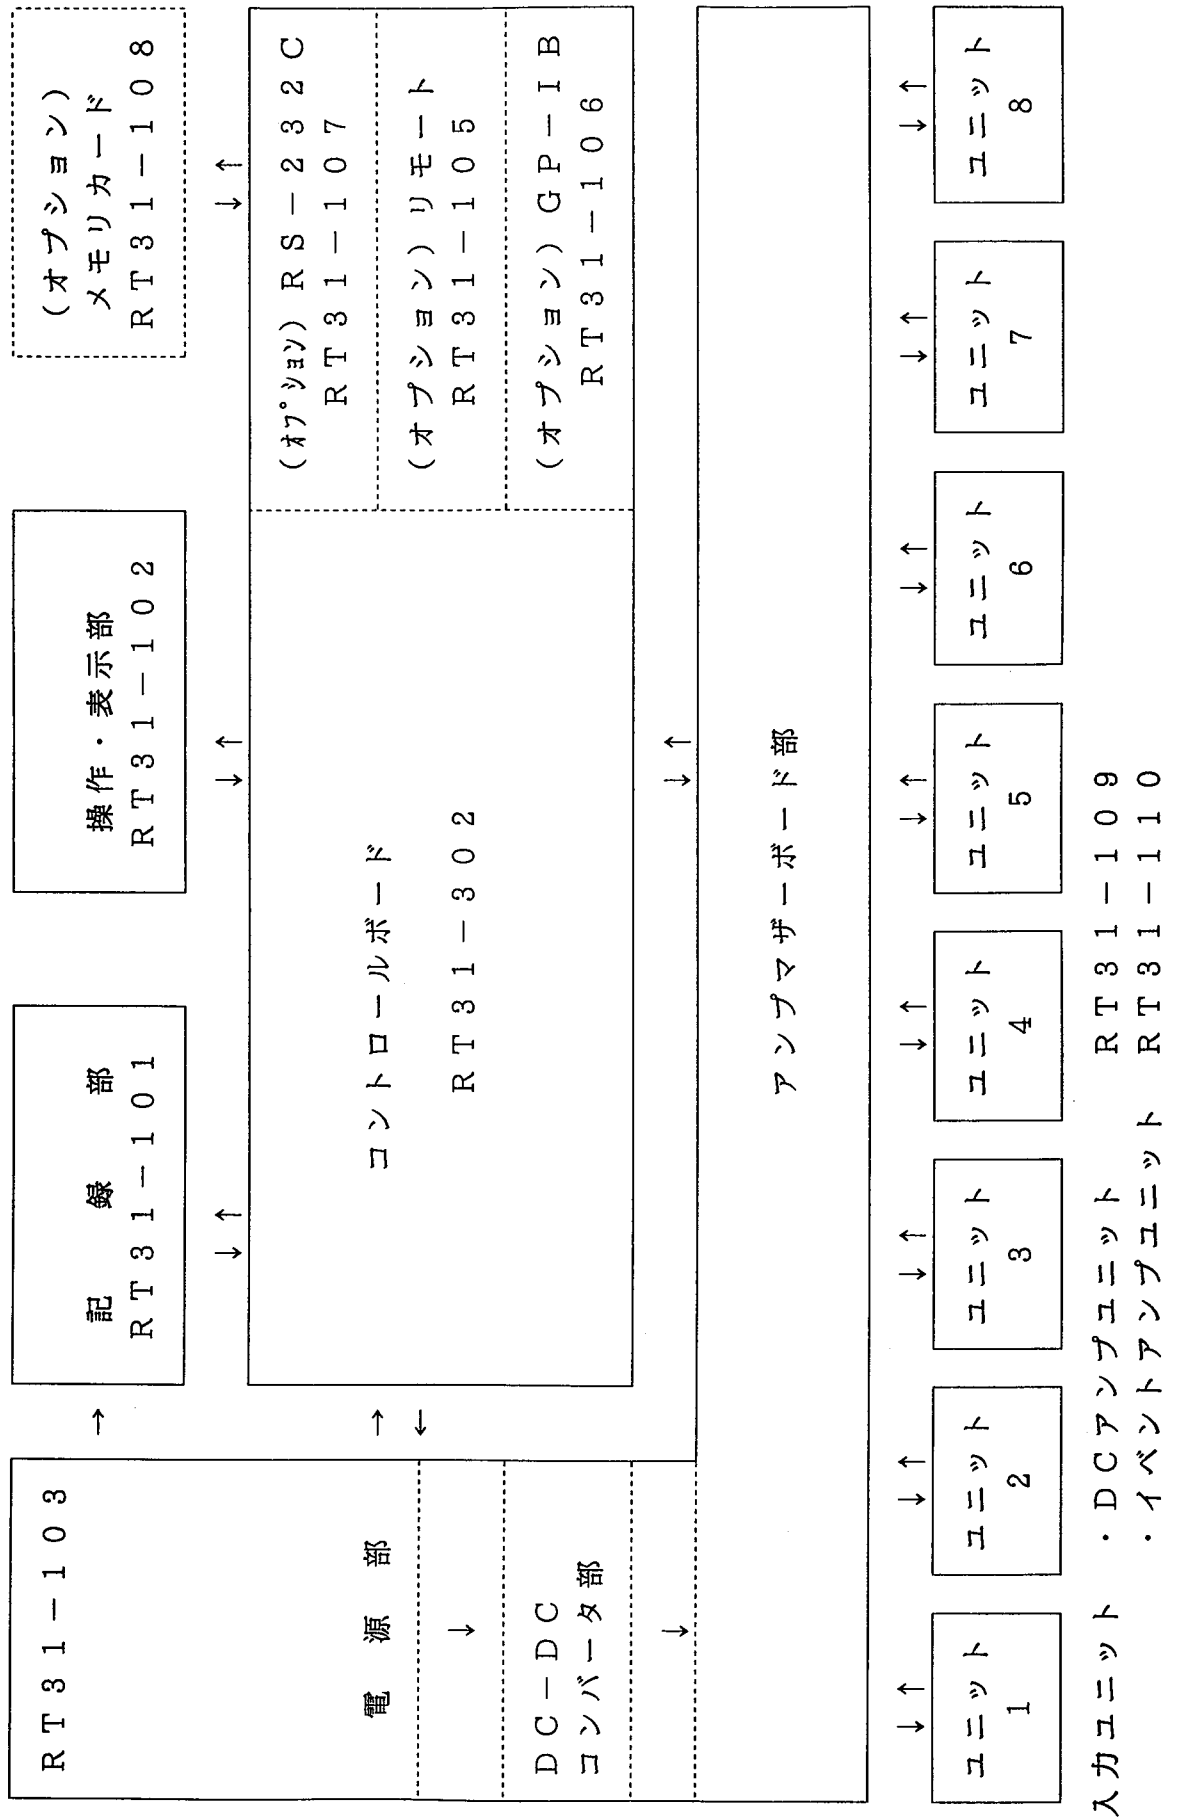 RT31-103
電源部
DC-DC
コンバータ部
記録部
RT31-101
操作・表示部
RT31-102
(オプション)
メモリカード
RT31-108
コントロールボード
RT31-302
(オプション) RS-232C
RT31-107
(オプション) リモート
RT31-105
(オプション) GP-IB
RT31-106
アンプマザーボード部
ユニット
1
ユニット
2
ユニット
3
ユニット
4
ユニット
5
ユニット
6
ユニット
7
ユニット
8
入力ユニット ・DCアンプユニット RT31-109
・イベントアンプユニット RT31-110